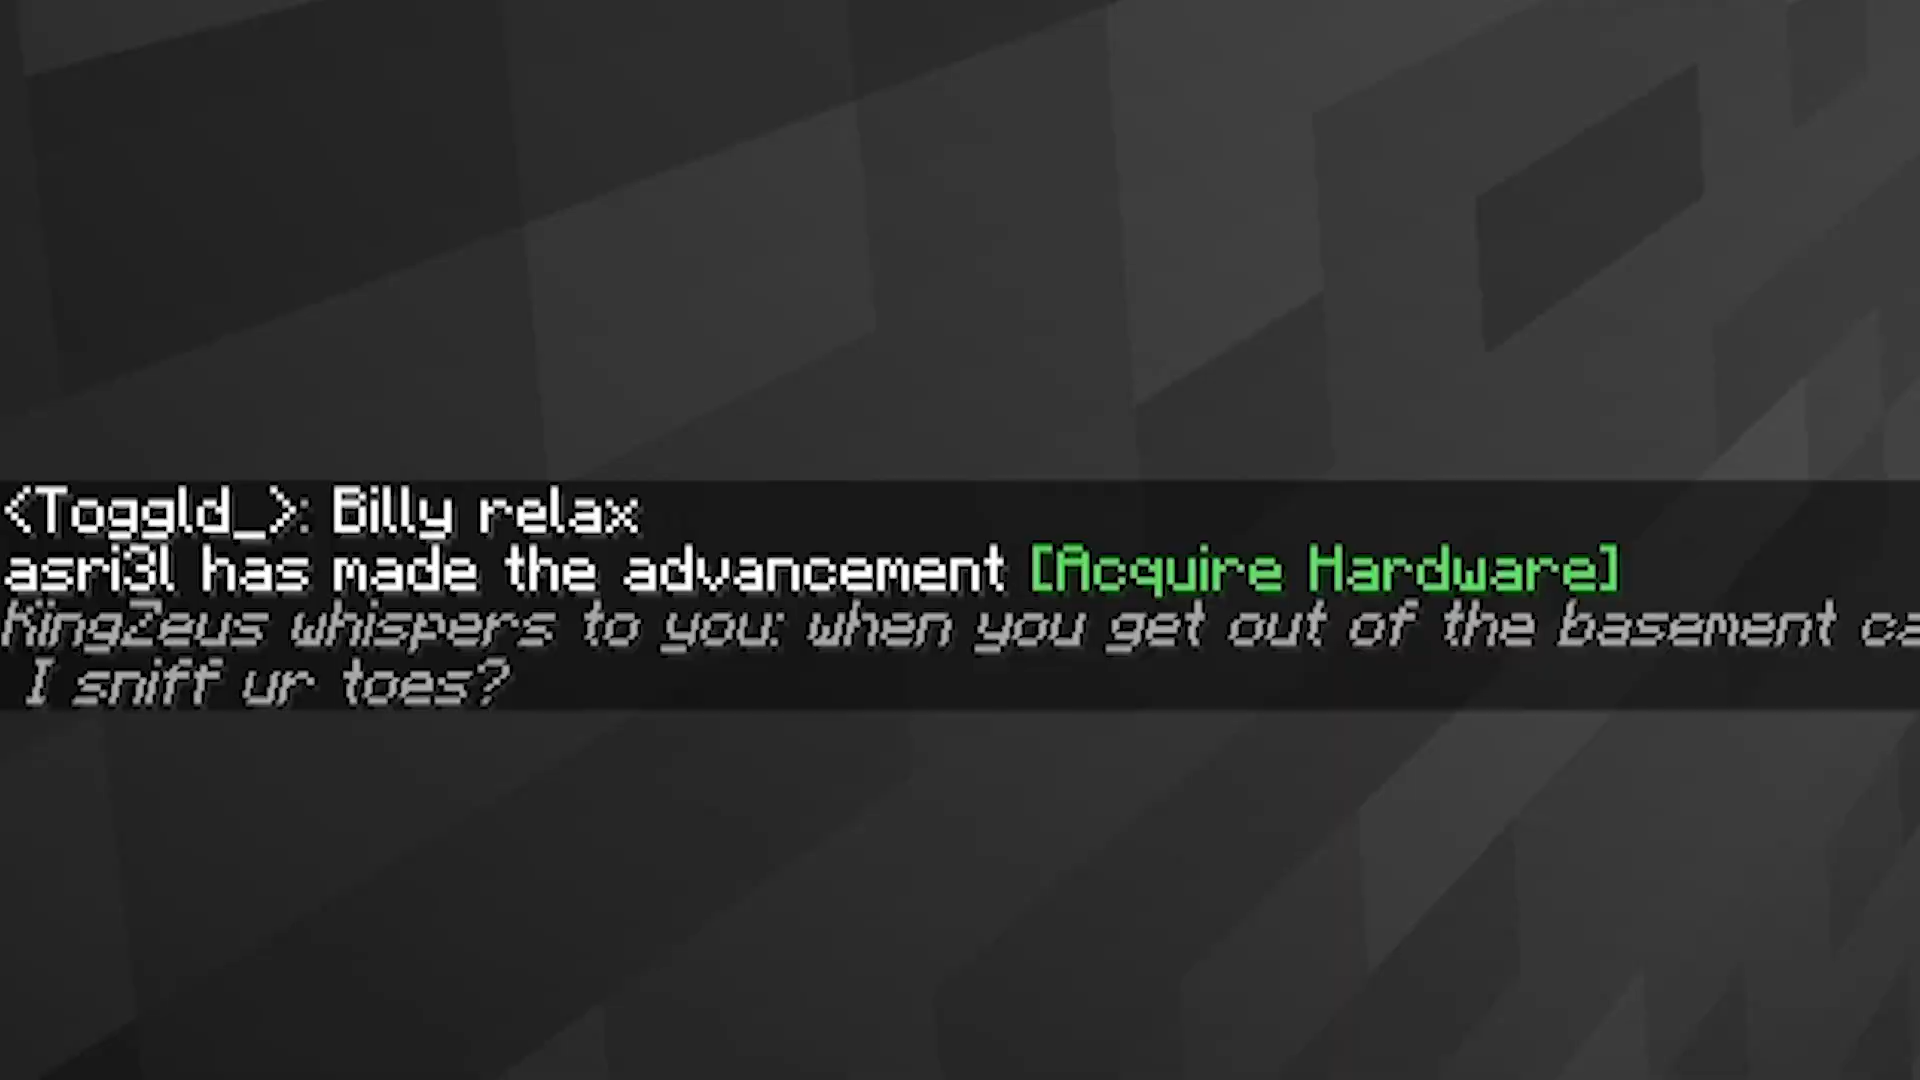 <Toggld_>: Billy relax
asri3l has made the advancement [Acquire Hardware]
KingZeus whispers to you: when you get out of the basement ca
I sniff ur toes?